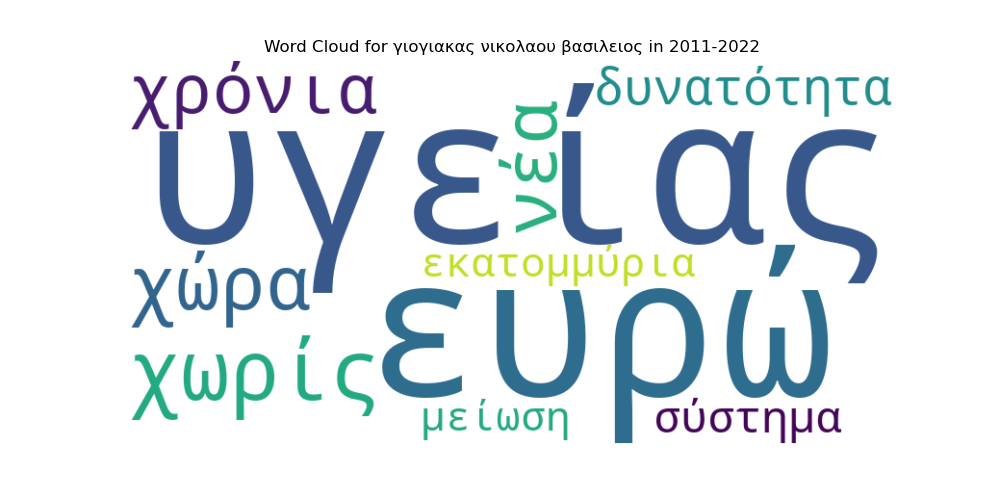 Word Cloud for γιογιακας νικολαου βασιλειος in 2011-2022
χρόνια
δυνατότητα
υγείας
νέα
χώρα
εκατομμύρια
ευρώ
χωρίς
μείωση
σύστημα